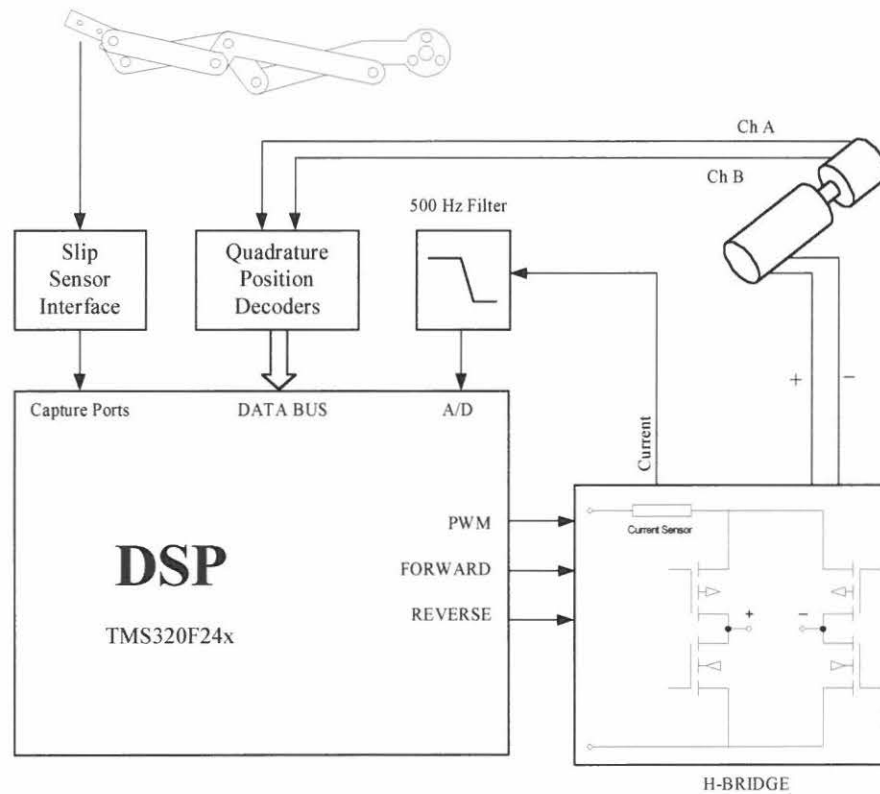 Ch A
Ch B
500 Hz Filter
Slip
Sensor
Interface
Quadrature
Position
Decoders
+
−
Current
Capture Ports
DATA BUS
A/D
PWM
FORWARD
REVERSE
DSP
TMS320F24x
Current Sensor
+
−
H-BRIDGE